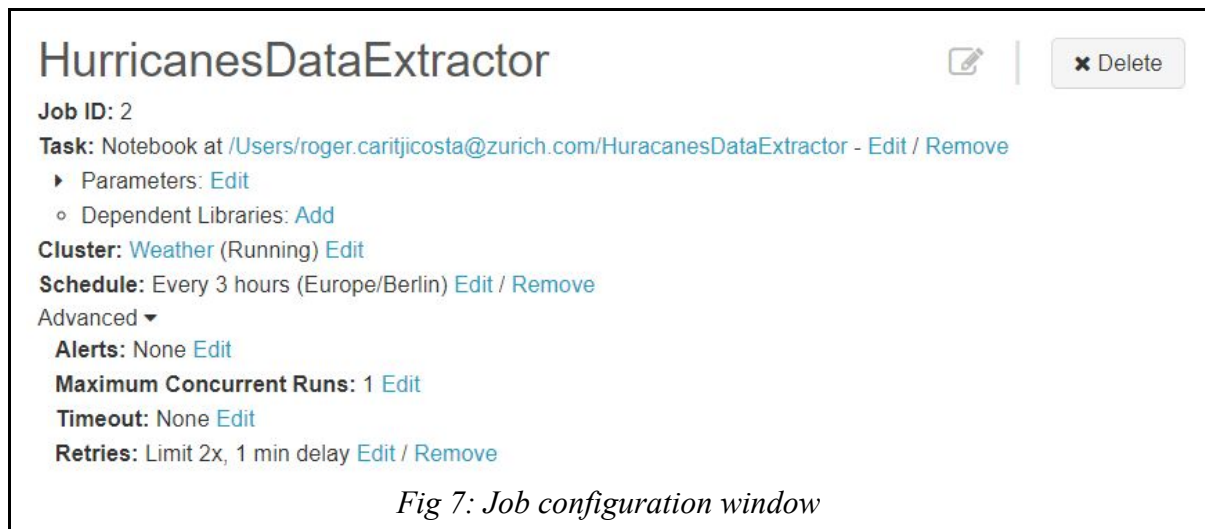 HurricanesDataExtractor
✖ Delete
Job ID: 2
Task: Notebook at /Users/roger.caritjicosta@zurich.com/HuracanesDataExtractor - Edit / Remove
Parameters: Edit
Dependent Libraries: Add
Cluster: Weather (Running) Edit
Schedule: Every 3 hours (Europe/Berlin) Edit / Remove
Advanced
Alerts: None Edit
Maximum Concurrent Runs: 1 Edit
Timeout: None Edit
Retries: Limit 2x, 1 min delay Edit / Remove
Fig 7: Job configuration window